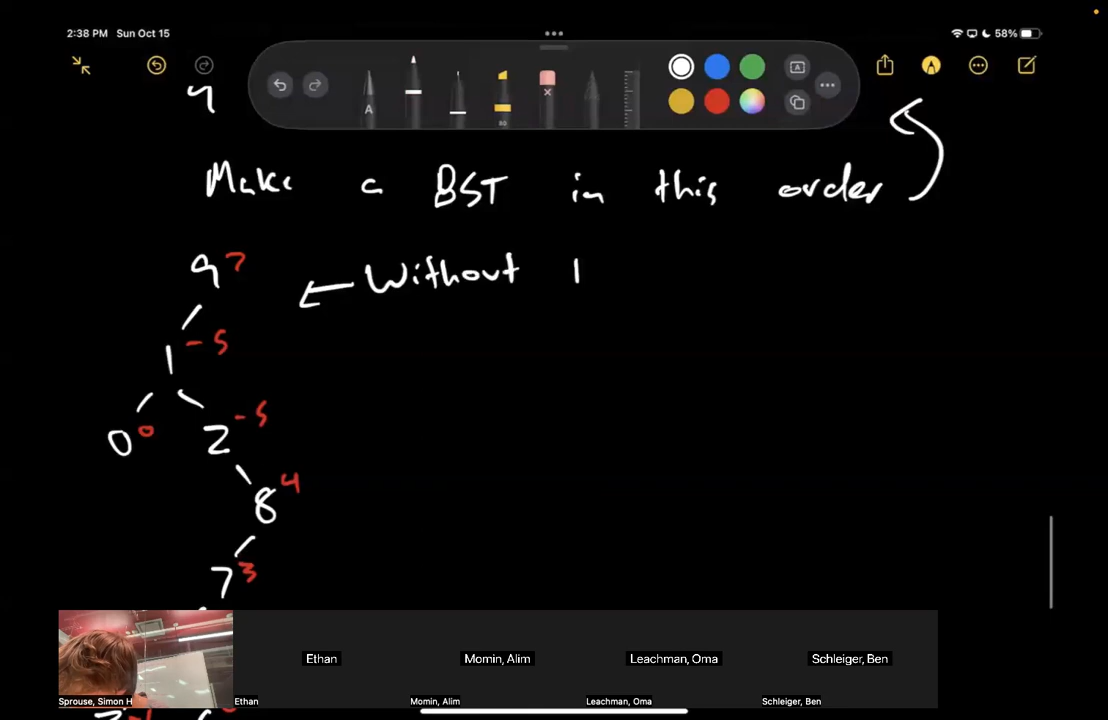 2:38 PM Sun Oct 15
58%
A
80
A
9
Make a BST in this order
9 7
← Without 1
1 -5
0 0 2 -5
8 4
7 3
Ethan
Momin, Alim
Leachman, Oma
Schleiger, Ben
Sprouse, Simon H
Ethan
Momin, Alim
Leachman, Oma
Schleiger, Ben